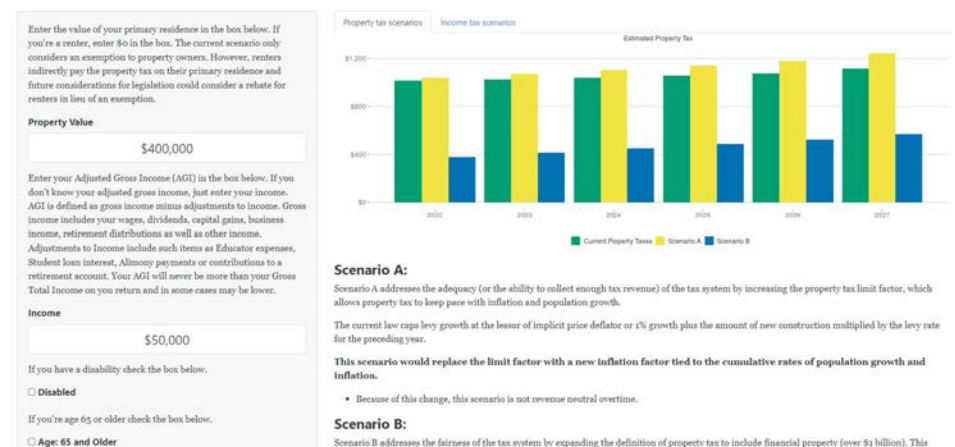 Enter the value of your primary residence in the box below. If
you're a renter, enter $0 in the box. The current scenario only
considers an exemption to property owners. However, renters
indirectly pay the property tax on their primary residence and
future considerations for legislation could consider a rebate for
renters in lieu of an exemption.
Property Value
$400,000
Enter your Adjusted Gross Income (AGI) in the box below. If you
don't know your adjusted gross income, just enter your income.
AGI is defined as gross income minus adjustments to income. Gross
income includes your wages, dividends, capital gains, business
income, retirement distributions as well as other income.
Adjustments to Income include such items as Educator expenses,
Student loan interest, Alimony payments or contributions to a
retirement account. Your AGI will never be more than your Gross
Total Income on you return and in some cases may be lower.
Income
$50,000
If you have a disability check the box below.
Disabled
If you're age 65 or older check the box below.
Age: 65 and Older
Property tax scenarios Income tax scenarios
Estimated Property Tax
$1,200
$800
$400
$0
2022 2023 2024 2025 2026 2027
Current Property Taxes Scenario A Scenario B
Scenario A:
Scenario A addresses the adequacy (or the ability to collect enough tax revenue) of the tax system by increasing the property tax limit factor, which
allows property tax to keep pace with inflation and population growth.
The current law caps levy growth at the lessor of implicit price deflator or 1% growth plus the amount of new construction multiplied by the levy rate
for the preceding year.
This scenario would replace the limit factor with a new inflation factor tied to the cumulative rates of population growth and
inflation.
• Because of this change, this scenario is not revenue neutral overtime.
Scenario B:
Scenario B addresses the fairness of the tax system by expanding the definition of property tax to include financial property (over $1 billion). This